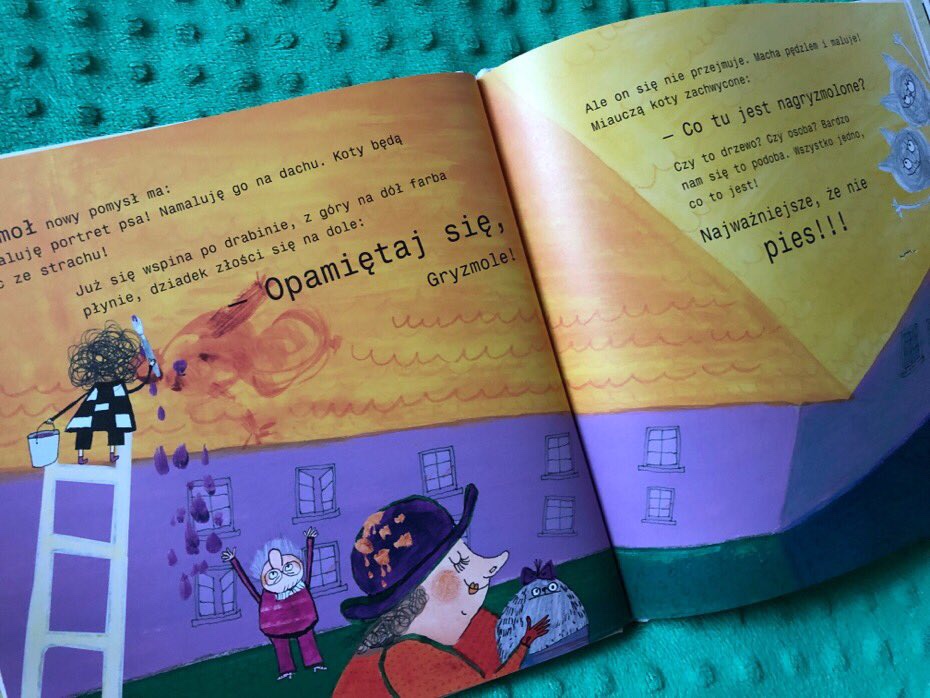 nowy pomysł ma:
portret psa! Namaluję go na dachu. Koty będą
ze strachu!
Już się wspina po drabinie, z góry na dół farba
płynie, dziadek złości się na dole:
— Opamiętaj się,
Gryzmole!
Ale on się nie przejmuje. Macha pędzlem i maluje!
Miauczą koty zachwycone:
— Co tu jest nagryzmolone?
Czy to drzewo? Czy osoba? Bardzo
nam się to podoba. Wszystko jedno,
co to jest!
Najważniejsze, że nie
pies!!!